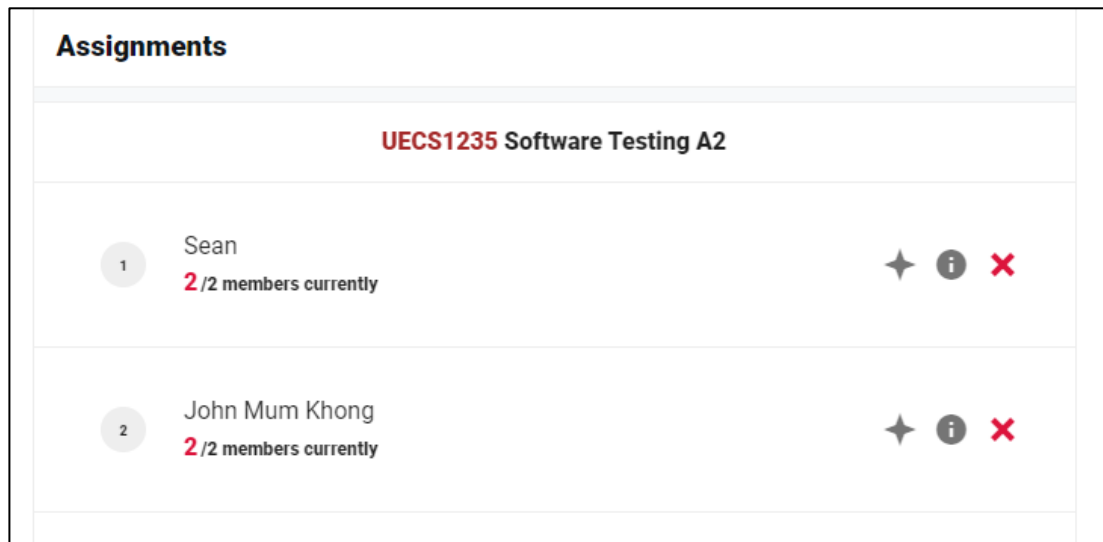 Assignments
UECS1235 Software Testing A2
1
Sean
2 /2 members currently
2
John Mum Khong
2 /2 members currently